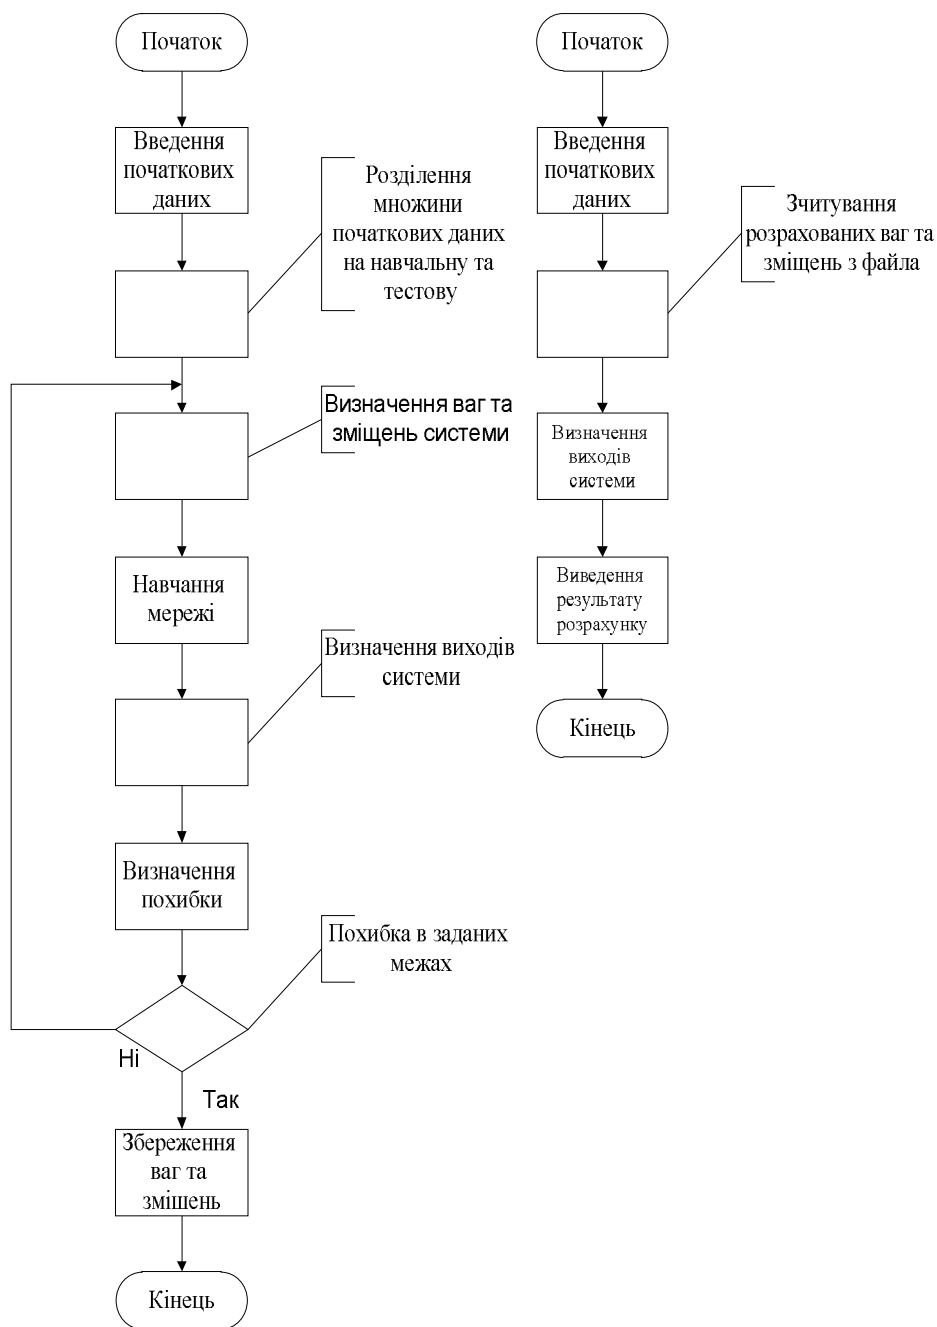 Початок
Введення
початкових
даних
Розділення
множини
початкових даних
на навчальну та
тестову
Визначення ваг та
зміщень системи
Навчання
мережі
Визначення виходів
системи
Визначення
похибки
Похибка в заданих
межах
Ні
Так
Збереження
ваг та
змішень
Кінець
Початок
Введення
початкових
даних
Зчитування
розрахованих ваг та
зміщень з файла
Визначення
виходів
системи
Виведення
результату
розрахунку
Кінець